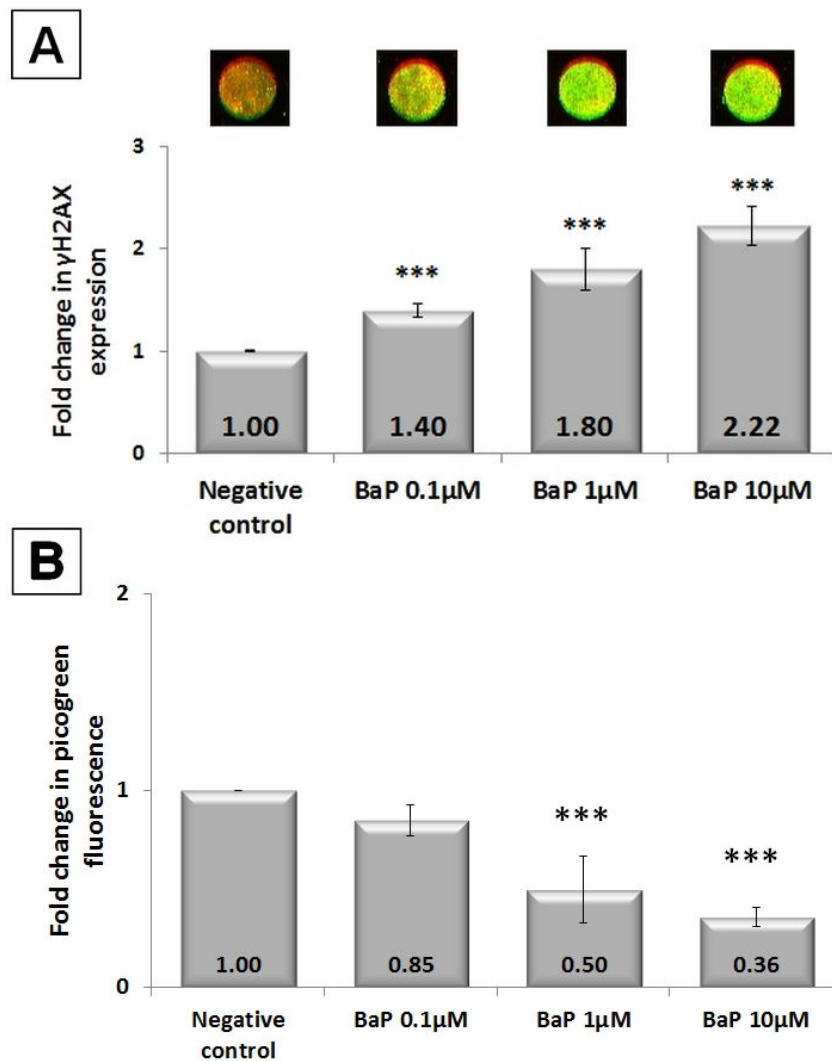 A
Fold change in γH2AX
expression
3
2
1
0
***
***
***
1.00
1.40
1.80
2.22
Negative
control
BaP 0.1µM
BaP 1µM
BaP 10µM
B
Fold change in picogreen
fluorescence
2
1
0
***
***
1.00
0.85
0.50
0.36
Negative
control
BaP 0.1µM
BaP 1µM
BaP 10µM